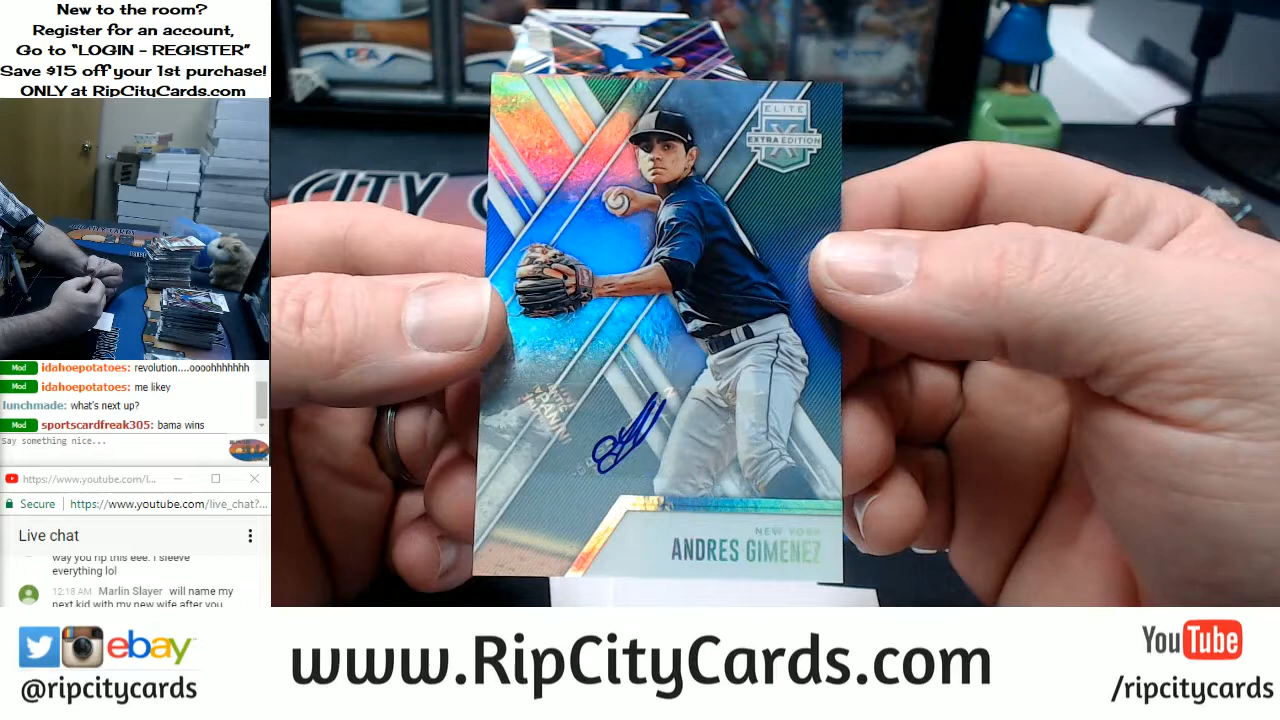 New to the room?
Register for an account,
Go to “LOGIN - REGISTER”
Save $15 off your 1st purchase!
ONLY at RipCityCards.com
CITY
ELITE
X
EXTRA EDITION
PANINI
NEW YORK
ANDRES GIMENEZ
Mod idahoepotatoes: revolution....ooohhhhhhh
Mod idahoepotatoes: me likey
lunchmade: what's next up?
Mod sportscardfreak305: bama wins
Say something nice...
https://www.youtube.com/l...
Secure https://www.youtube.com/live_chat?...
Live chat
way you rip this eee. I sleeve
everything lol
12:18 AM Marlin Slayer will name my
next kid with my new wife after you
ebay
@ripcitycards
www.RipCityCards.com
YouTube
/ripcitycards